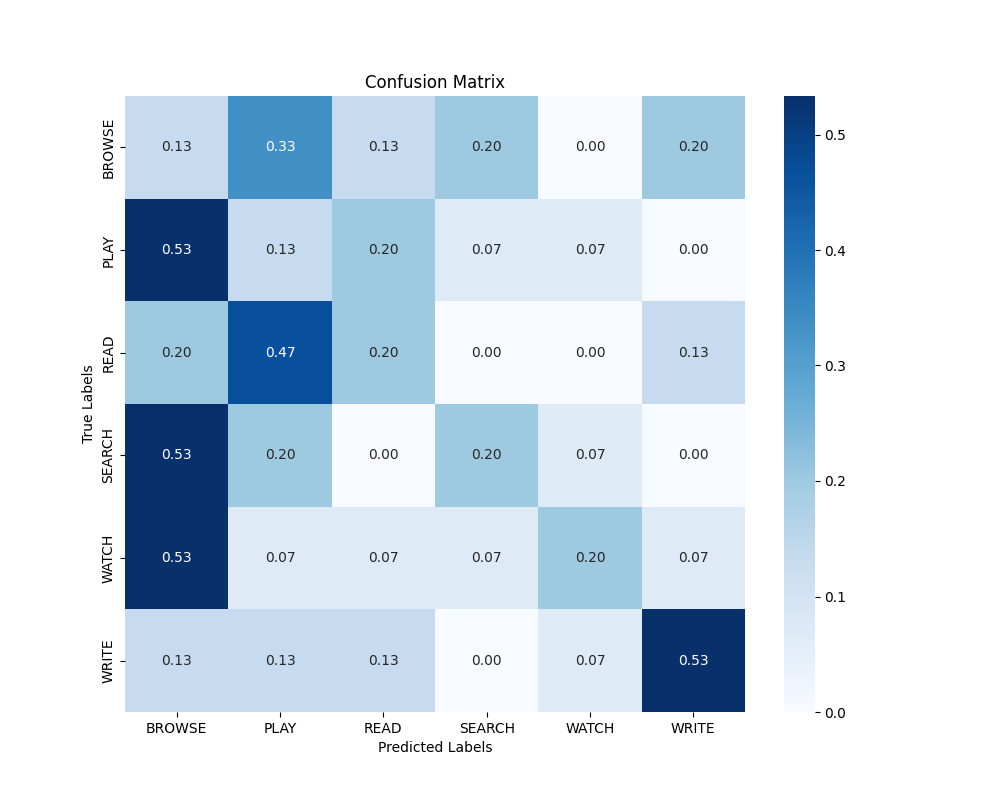 Confusion Matrix
BROWSE 0.13 0.33 0.13 0.20 0.00 0.20
PLAY 0.53 0.13 0.20 0.07 0.07 0.00
READ 0.20 0.47 0.20 0.00 0.00 0.13
SEARCH 0.53 0.20 0.00 0.20 0.07 0.00
WATCH 0.53 0.07 0.07 0.07 0.20 0.07
WRITE 0.13 0.13 0.13 0.00 0.07 0.53
True Labels
BROWSE PLAY READ SEARCH WATCH WRITE
Predicted Labels
0.5
0.4
0.3
0.2
0.1
0.0